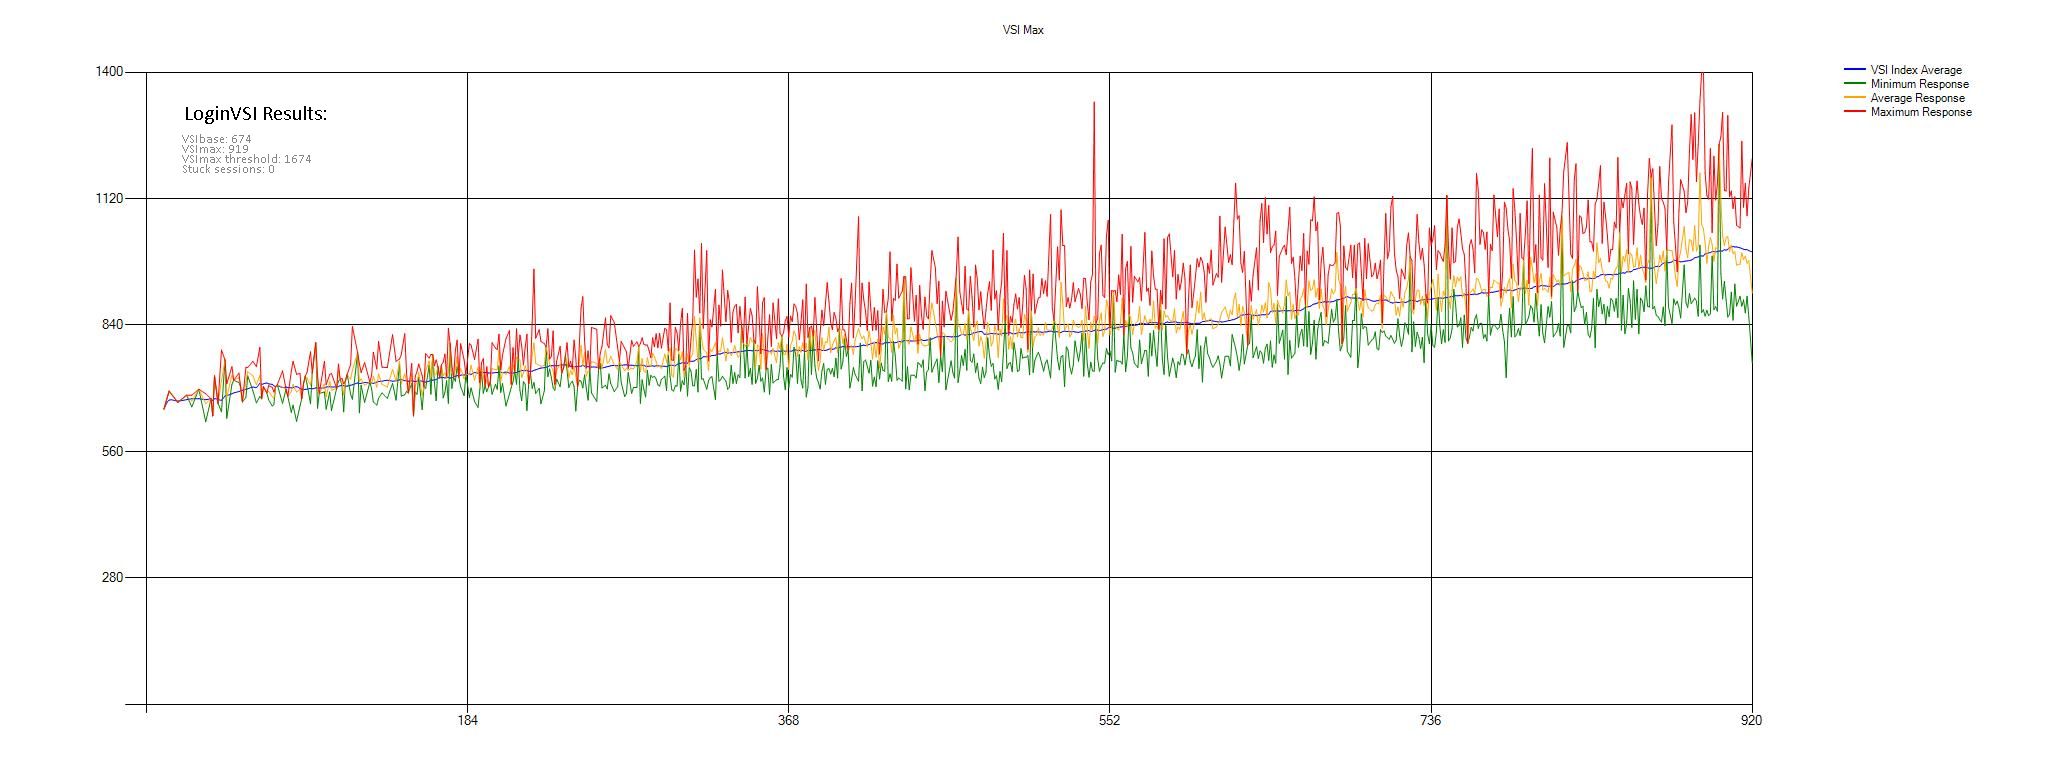 VSI Max
1400
1120
840
560
280
184
368
552
736
920
LoginVSI Results:
VSIbase: 674
VSImax: 919
VSImax threshold: 1674
Stuck sessions: 0
VSI Index Average
Minimum Response
Average Response
Maximum Response